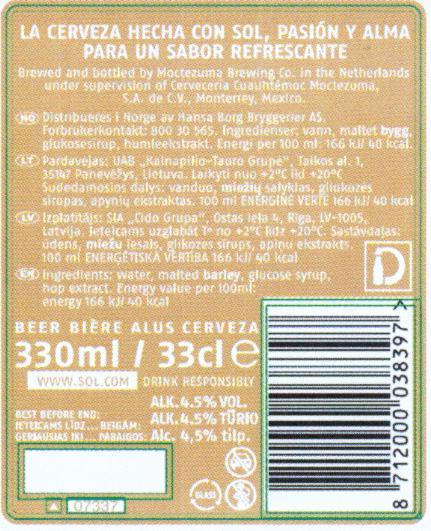 LA CERVEZA HECHA CON SOL, PASIÓN Y ALMA
PARA UN SABOR REFRESCANTE
Brewed and bottled by Moctezuma Brewing Co. in the Netherlands
under supervision of Cervecería Cuauhtémoc Moctezuma,
S.A. de C.V., Monterrey, Mexico.
NO Distribueres i Norge av Hansa Borg Bryggerier AS.
Forbrukerkontakt: 800 30 565. Ingredienser: vann, maltet bygg,
glukosesirup, humleekstrakt. Energi per 100 ml: 166 kJ/ 40 kcal.
LT Pardavėjas: UAB „Kalnapilio-Tauro Grupė", Taikos al. 1,
35147 Panevėžys, Lietuva. Laikyti nuo +2°C iki +20°C
Sudedamosios dalys: vanduo, miežių salyklas, gliukozės
sirupas, apynių ekstraktas. 100 ml ENERGINĖ VERTĖ 166 kJ/ 40 kcal
LV Izplatītājs: SIA „Cido Grupa", Ostas iela 4, Rīga, LV-1005,
Latvija. Ieteicams uzglabāt T° no +2°C līdz +20°C. Sastāvdaļas:
ūdens, miežu iesals, glikozes sīrups, apiņu ekstrakts.
100 ml ENERĢĒTISKĀ VĒRTĪBA 166 kJ/ 40 kcal
EN Ingredients: water, malted barley, glucose syrup,
hop extract. Energy value per 100ml:
energy 166 kJ/ 40 kcal
BEER BIÈRE ALUS CERVEZA
330ml / 33cl e
WWW.SOL.COM DRINK RESPONSIBLY
ALK. 4.5% VOL.
BEST BEFORE END: ALK. 4.5% TŪRIO
IETEICAMS LĪDZ... BEIGĀM:
GERIAUSIAS IKI... PABAIGOS: Alc. 4,5% tilp.
GLASS
07337
8 712000 038397 >